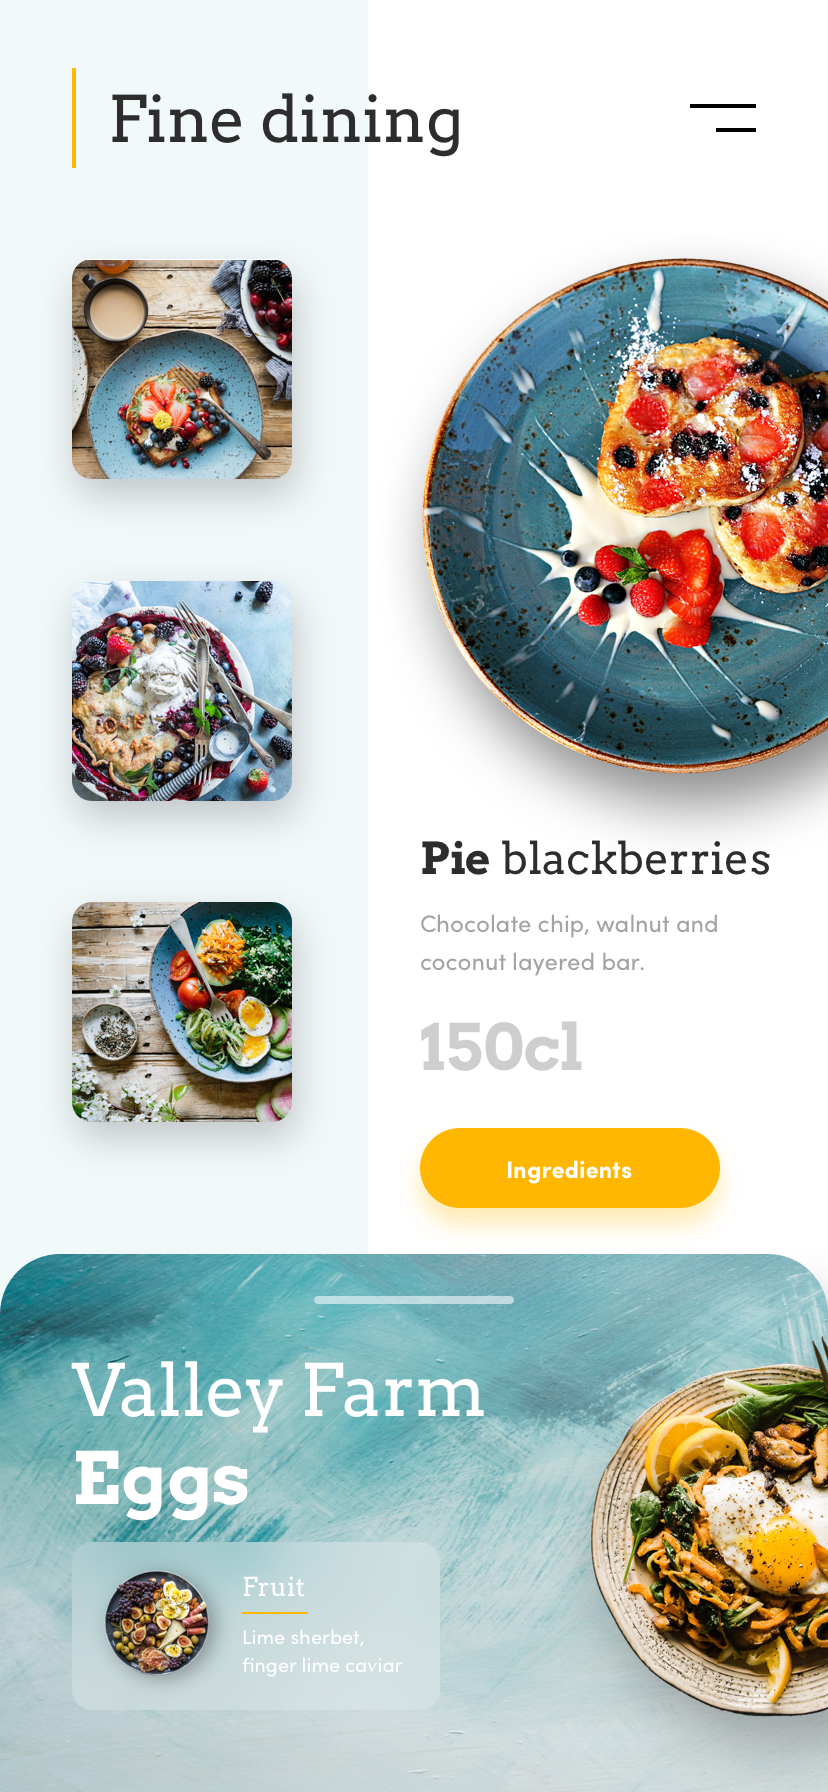 Fine dining
Pie blackberries
Chocolate chip, walnut and
coconut layered bar.
150cl
Ingredients
Valley Farm
Eggs
Fruit
Lime sherbet,
finger lime caviar